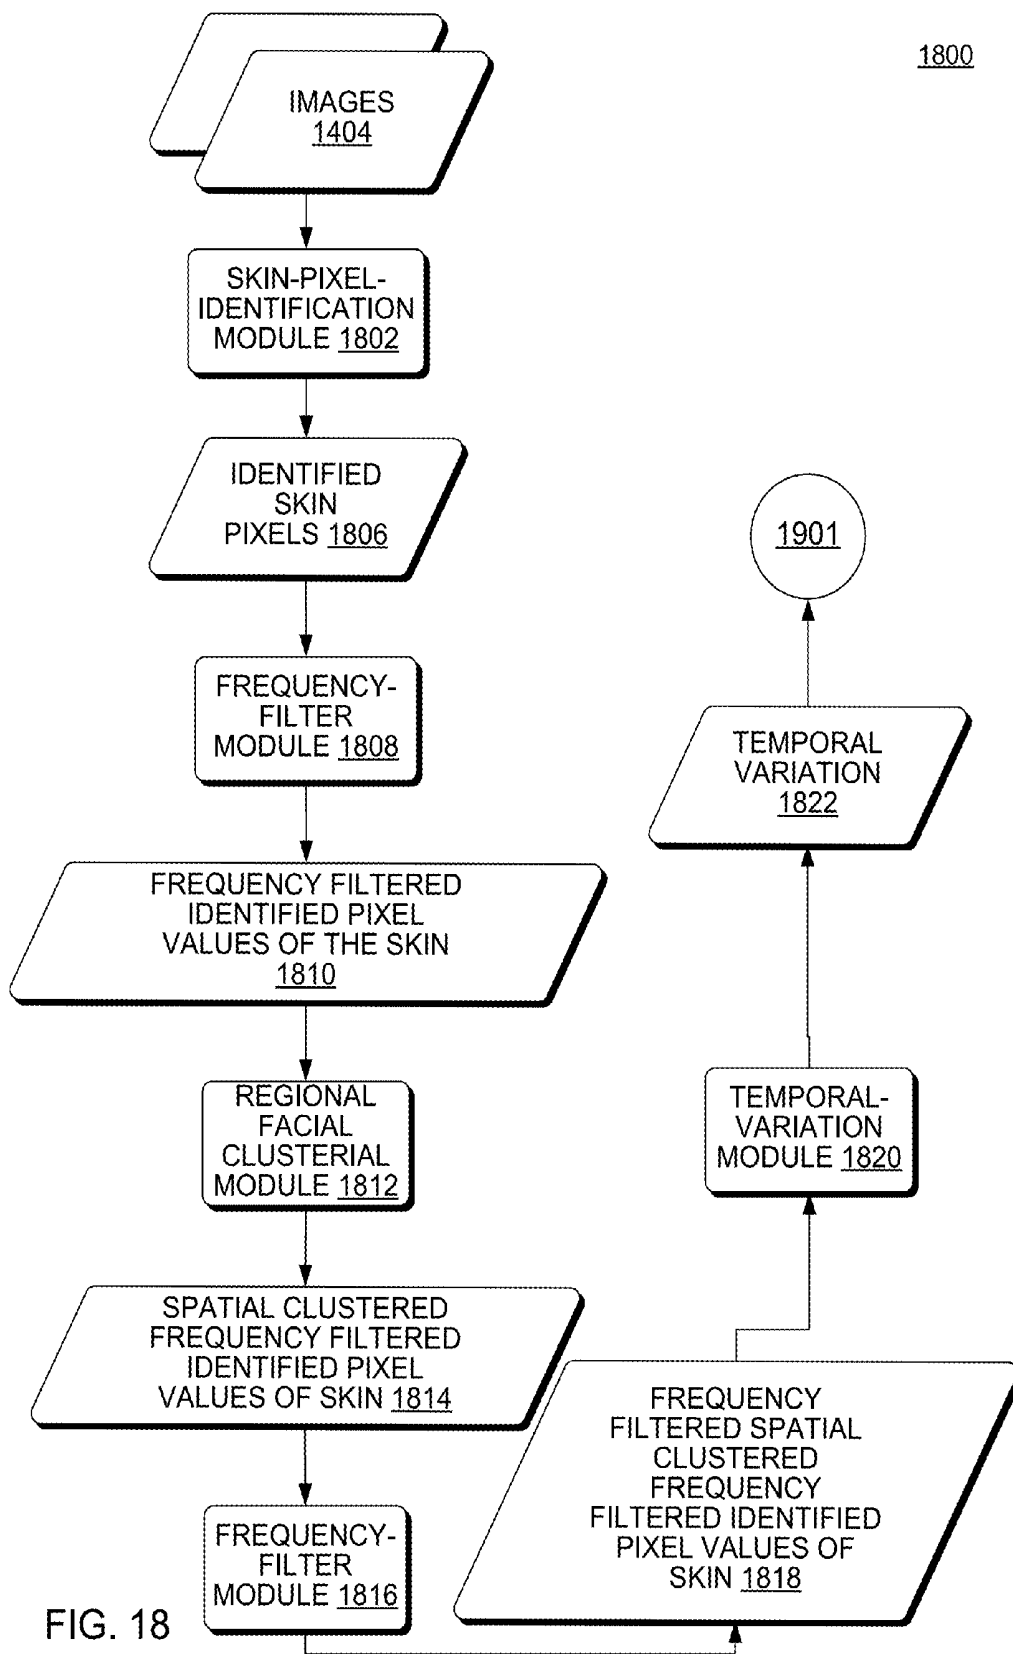 1800
IMAGES
1404
SKIN-PIXEL-
IDENTIFICATION
MODULE 1802
IDENTIFIED
SKIN
PIXELS 1806
FREQUENCY-
FILTER
MODULE 1808
FREQUENCY FILTERED
IDENTIFIED PIXEL
VALUES OF THE SKIN
1810
REGIONAL
FACIAL
CLUSTERIAL
MODULE 1812
SPATIAL CLUSTERED
FREQUENCY FILTERED
IDENTIFIED PIXEL
VALUES OF SKIN 1814
FREQUENCY-
FILTER
MODULE 1816
FREQUENCY
FILTERED SPATIAL
CLUSTERED
FREQUENCY
FILTERED IDENTIFIED
PIXEL VALUES OF
SKIN 1818
TEMPORAL-
VARIATION
MODULE 1820
TEMPORAL
VARIATION
1822
1901
FIG. 18